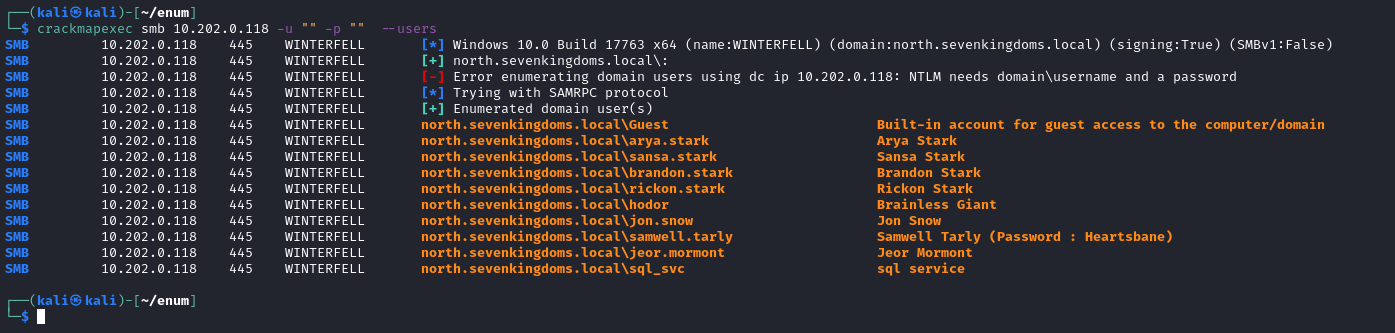 ┌──(kali㉿kali)-[~/enum]
└─$ crackmapexec smb 10.202.0.118 -u "" -p ""  --users
SMB         10.202.0.118    445    WINTERFELL       [*] Windows 10.0 Build 17763 x64 (name:WINTERFELL) (domain:north.sevenkingdoms.local) (signing:True) (SMBv1:False)
SMB         10.202.0.118    445    WINTERFELL       [+] north.sevenkingdoms.local\:
SMB         10.202.0.118    445    WINTERFELL       [-] Error enumerating domain users using dc ip 10.202.0.118: NTLM needs domain\username and a password
SMB         10.202.0.118    445    WINTERFELL       [*] Trying with SAMRPC protocol
SMB         10.202.0.118    445    WINTERFELL       [+] Enumerated domain user(s)
SMB         10.202.0.118    445    WINTERFELL       north.sevenkingdoms.local\Guest                          Built-in account for guest access to the computer/domain
SMB         10.202.0.118    445    WINTERFELL       north.sevenkingdoms.local\arya.stark                     Arya Stark
SMB         10.202.0.118    445    WINTERFELL       north.sevenkingdoms.local\sansa.stark                    Sansa Stark
SMB         10.202.0.118    445    WINTERFELL       north.sevenkingdoms.local\brandon.stark                  Brandon Stark
SMB         10.202.0.118    445    WINTERFELL       north.sevenkingdoms.local\rickon.stark                   Rickon Stark
SMB         10.202.0.118    445    WINTERFELL       north.sevenkingdoms.local\hodor                          Brainless Giant
SMB         10.202.0.118    445    WINTERFELL       north.sevenkingdoms.local\jon.snow                       Jon Snow
SMB         10.202.0.118    445    WINTERFELL       north.sevenkingdoms.local\samwell.tarly                  Samwell Tarly (Password : Heartsbane)
SMB         10.202.0.118    445    WINTERFELL       north.sevenkingdoms.local\jeor.mormont                   Jeor Mormont
SMB         10.202.0.118    445    WINTERFELL       north.sevenkingdoms.local\sql_svc                        sql service
┌──(kali㉿kali)-[~/enum]
└─$